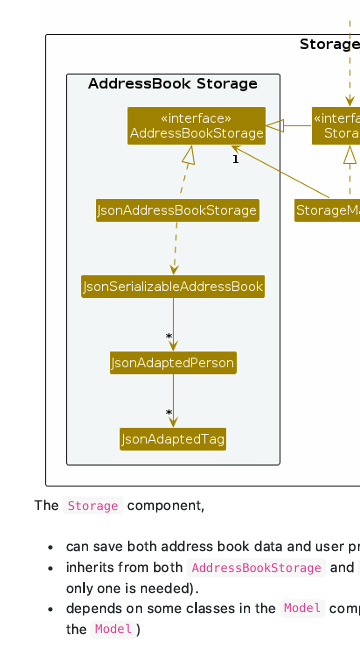 Storage
AddressBook Storage
«interface»
AddressBookStorage
«interfa
Stora
1
JsonAddressBookStorage
StorageMa
JsonSerializableAddressBook
*
JsonAdaptedPerson
*
JsonAdaptedTag
The Storage component,
• can save both address book data and user pr
• inherits from both AddressBookStorage and
only one is needed).
• depends on some classes in the Model comp
the Model )